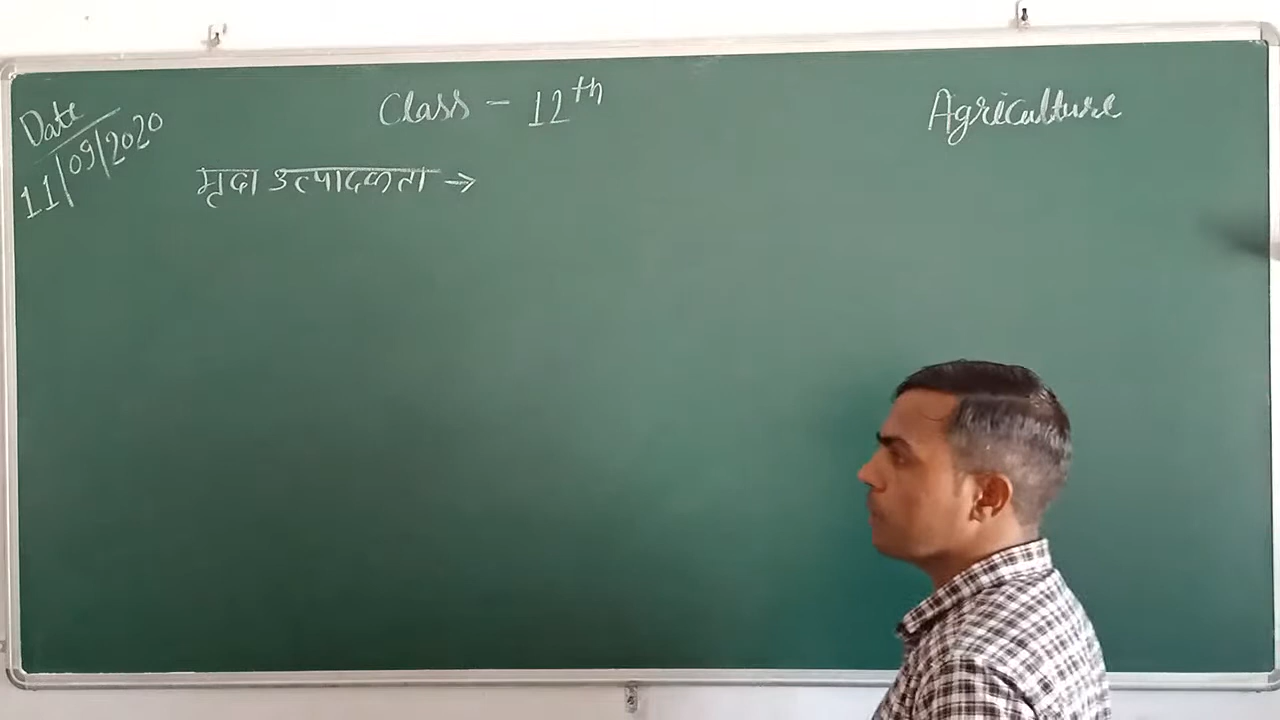 Date
11/09/2020
Class - 12th
Agriculture
मृदा उत्पादकता →